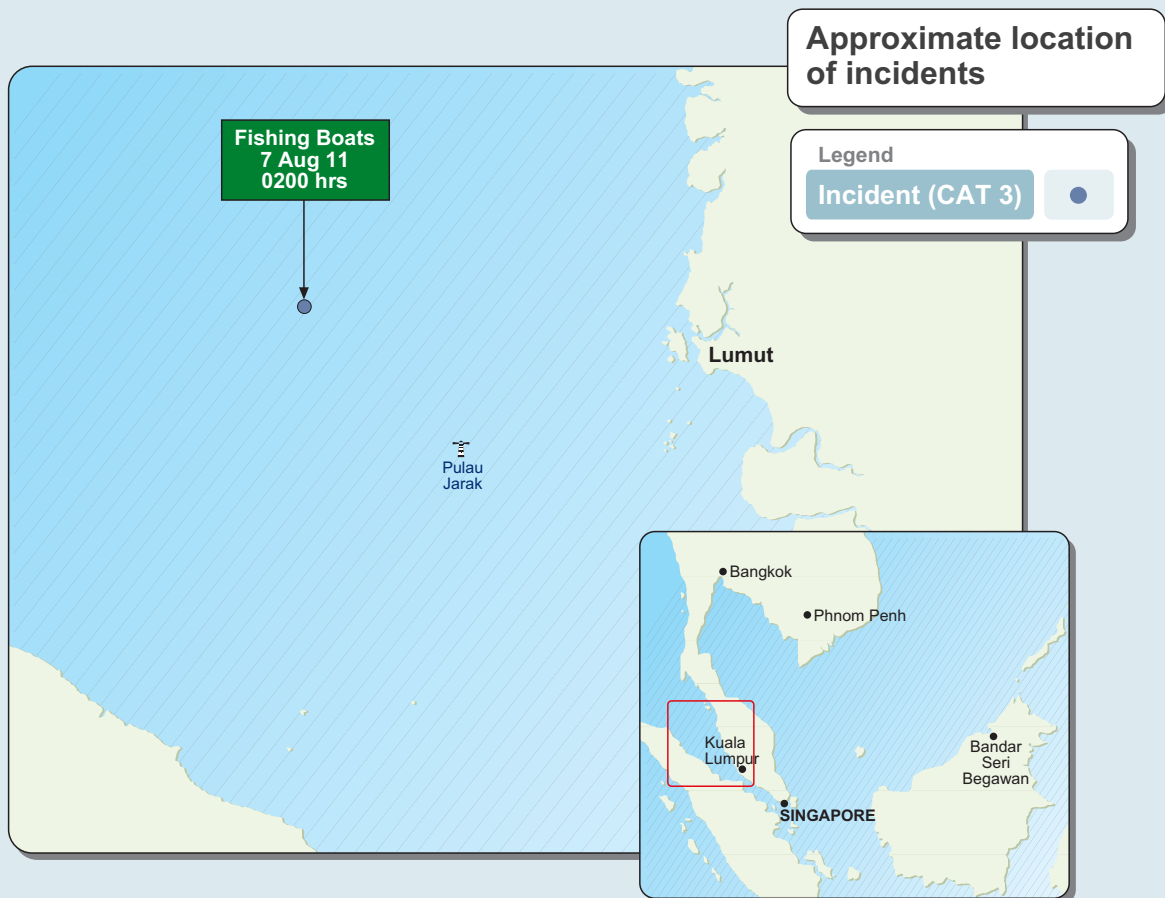 Approximate location
of incidents
Legend
Incident (CAT 3)
Fishing Boats
7 Aug 11
0200 hrs
Lumut
Pulau
Jarak
Bangkok
Phnom Penh
Kuala
Lumpur
Bandar
Seri
Begawan
SINGAPORE